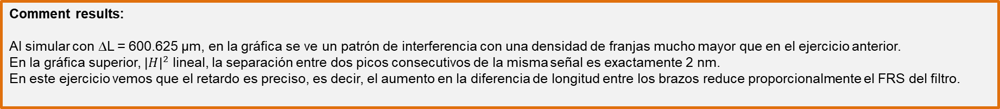 Comment results:
Al simular con ΔL = 600.625 μm, en la gráfica se ve un patrón de interferencia con una densidad de franjas mucho mayor que en el ejercicio anterior.
En la gráfica superior, |H|² lineal, la separación entre dos picos consecutivos de la misma señal es exactamente 2 nm.
En este ejercicio vemos que el retardo es preciso, es decir, el aumento en la diferencia de longitud entre los brazos reduce proporcionalmente el FRS del filtro.